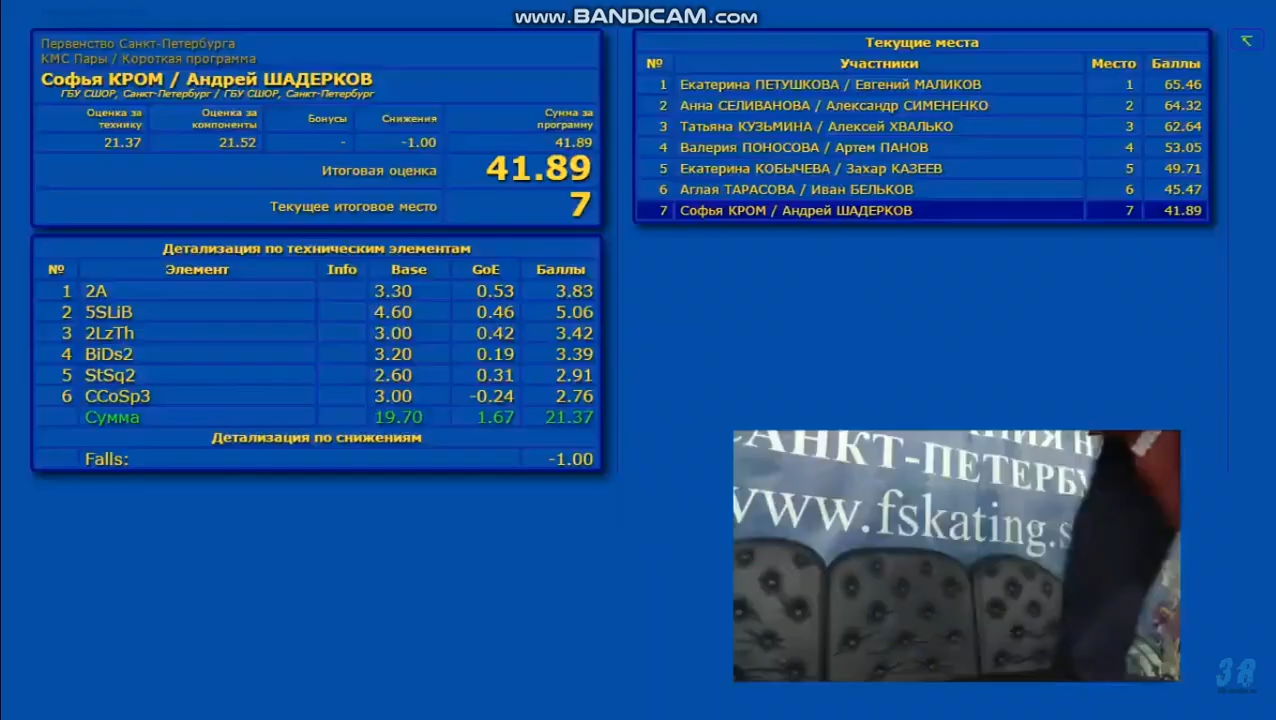 www.BANDICAM.com
Первенство Санкт-Петербурга
КМС Пары / Короткая программа
Софья КРОМ / Андрей ШАДЕРКОВ
ГБУ СШОР, Санкт-Петербург / ГБУ СШОР, Санкт-Петербург
Оценка за технику Оценка за компоненты Бонусы Снижения Сумма за программу
21.37 21.52 - -1.00 41.89
Итоговая оценка 41.89
Текущее итоговое место 7
Детализация по техническим элементам
№ Элемент Info Base GoE Баллы
1 2A 3.30 0.53 3.83
2 5SLiB 4.60 0.46 5.06
3 2LzTh 3.00 0.42 3.42
4 BiDs2 3.20 0.19 3.39
5 StSq2 2.60 0.31 2.91
6 CCoSp3 3.00 -0.24 2.76
Сумма 19.70 1.67 21.37
Детализация по снижениям
Falls: -1.00
Текущие места
№ Участники Место Баллы
1 Екатерина ПЕТУШКОВА / Евгений МАЛИКОВ 1 65.46
2 Анна СЕЛИВАНОВА / Александр СИМЕНЕНКО 2 64.32
3 Татьяна КУЗЬМИНА / Алексей ХВАЛЬКО 3 62.64
4 Валерия ПОНОСОВА / Артем ПАНОВ 4 53.05
5 Екатерина КОБЫЧЕВА / Захар КАЗЕЕВ 5 49.71
6 Аглая ТАРАСОВА / Иван БЕЛЬКОВ 6 45.47
7 Софья КРОМ / Андрей ШАДЕРКОВ 7 41.89
САНКТ-ПЕТЕРБУ
www.fskating.s